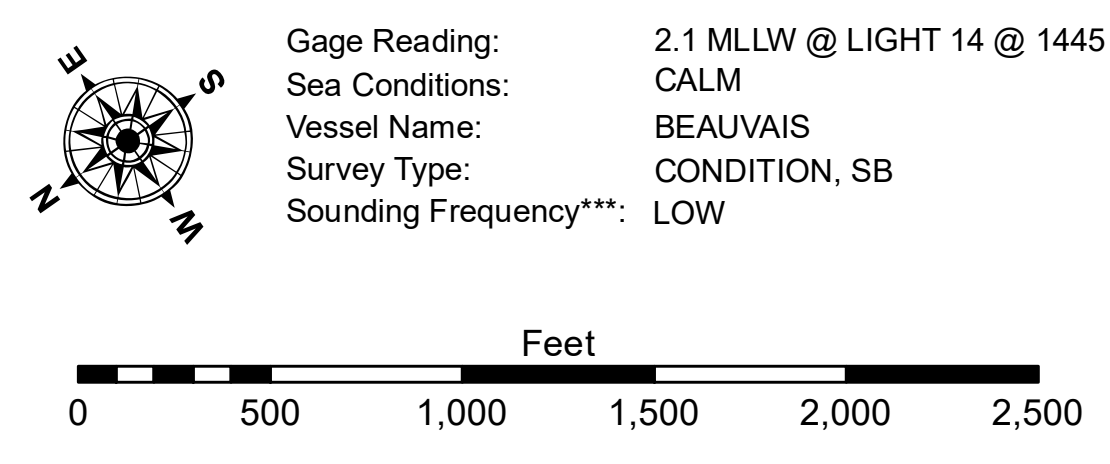 E
S
N
W
Gage Reading: 2.1 MLLW @ LIGHT 14 @ 1445
Sea Conditions: CALM
Vessel Name: BEAUVAIS
Survey Type: CONDITION, SB
Sounding Frequency***: LOW
Feet
0 500 1,000 1,500 2,000 2,500